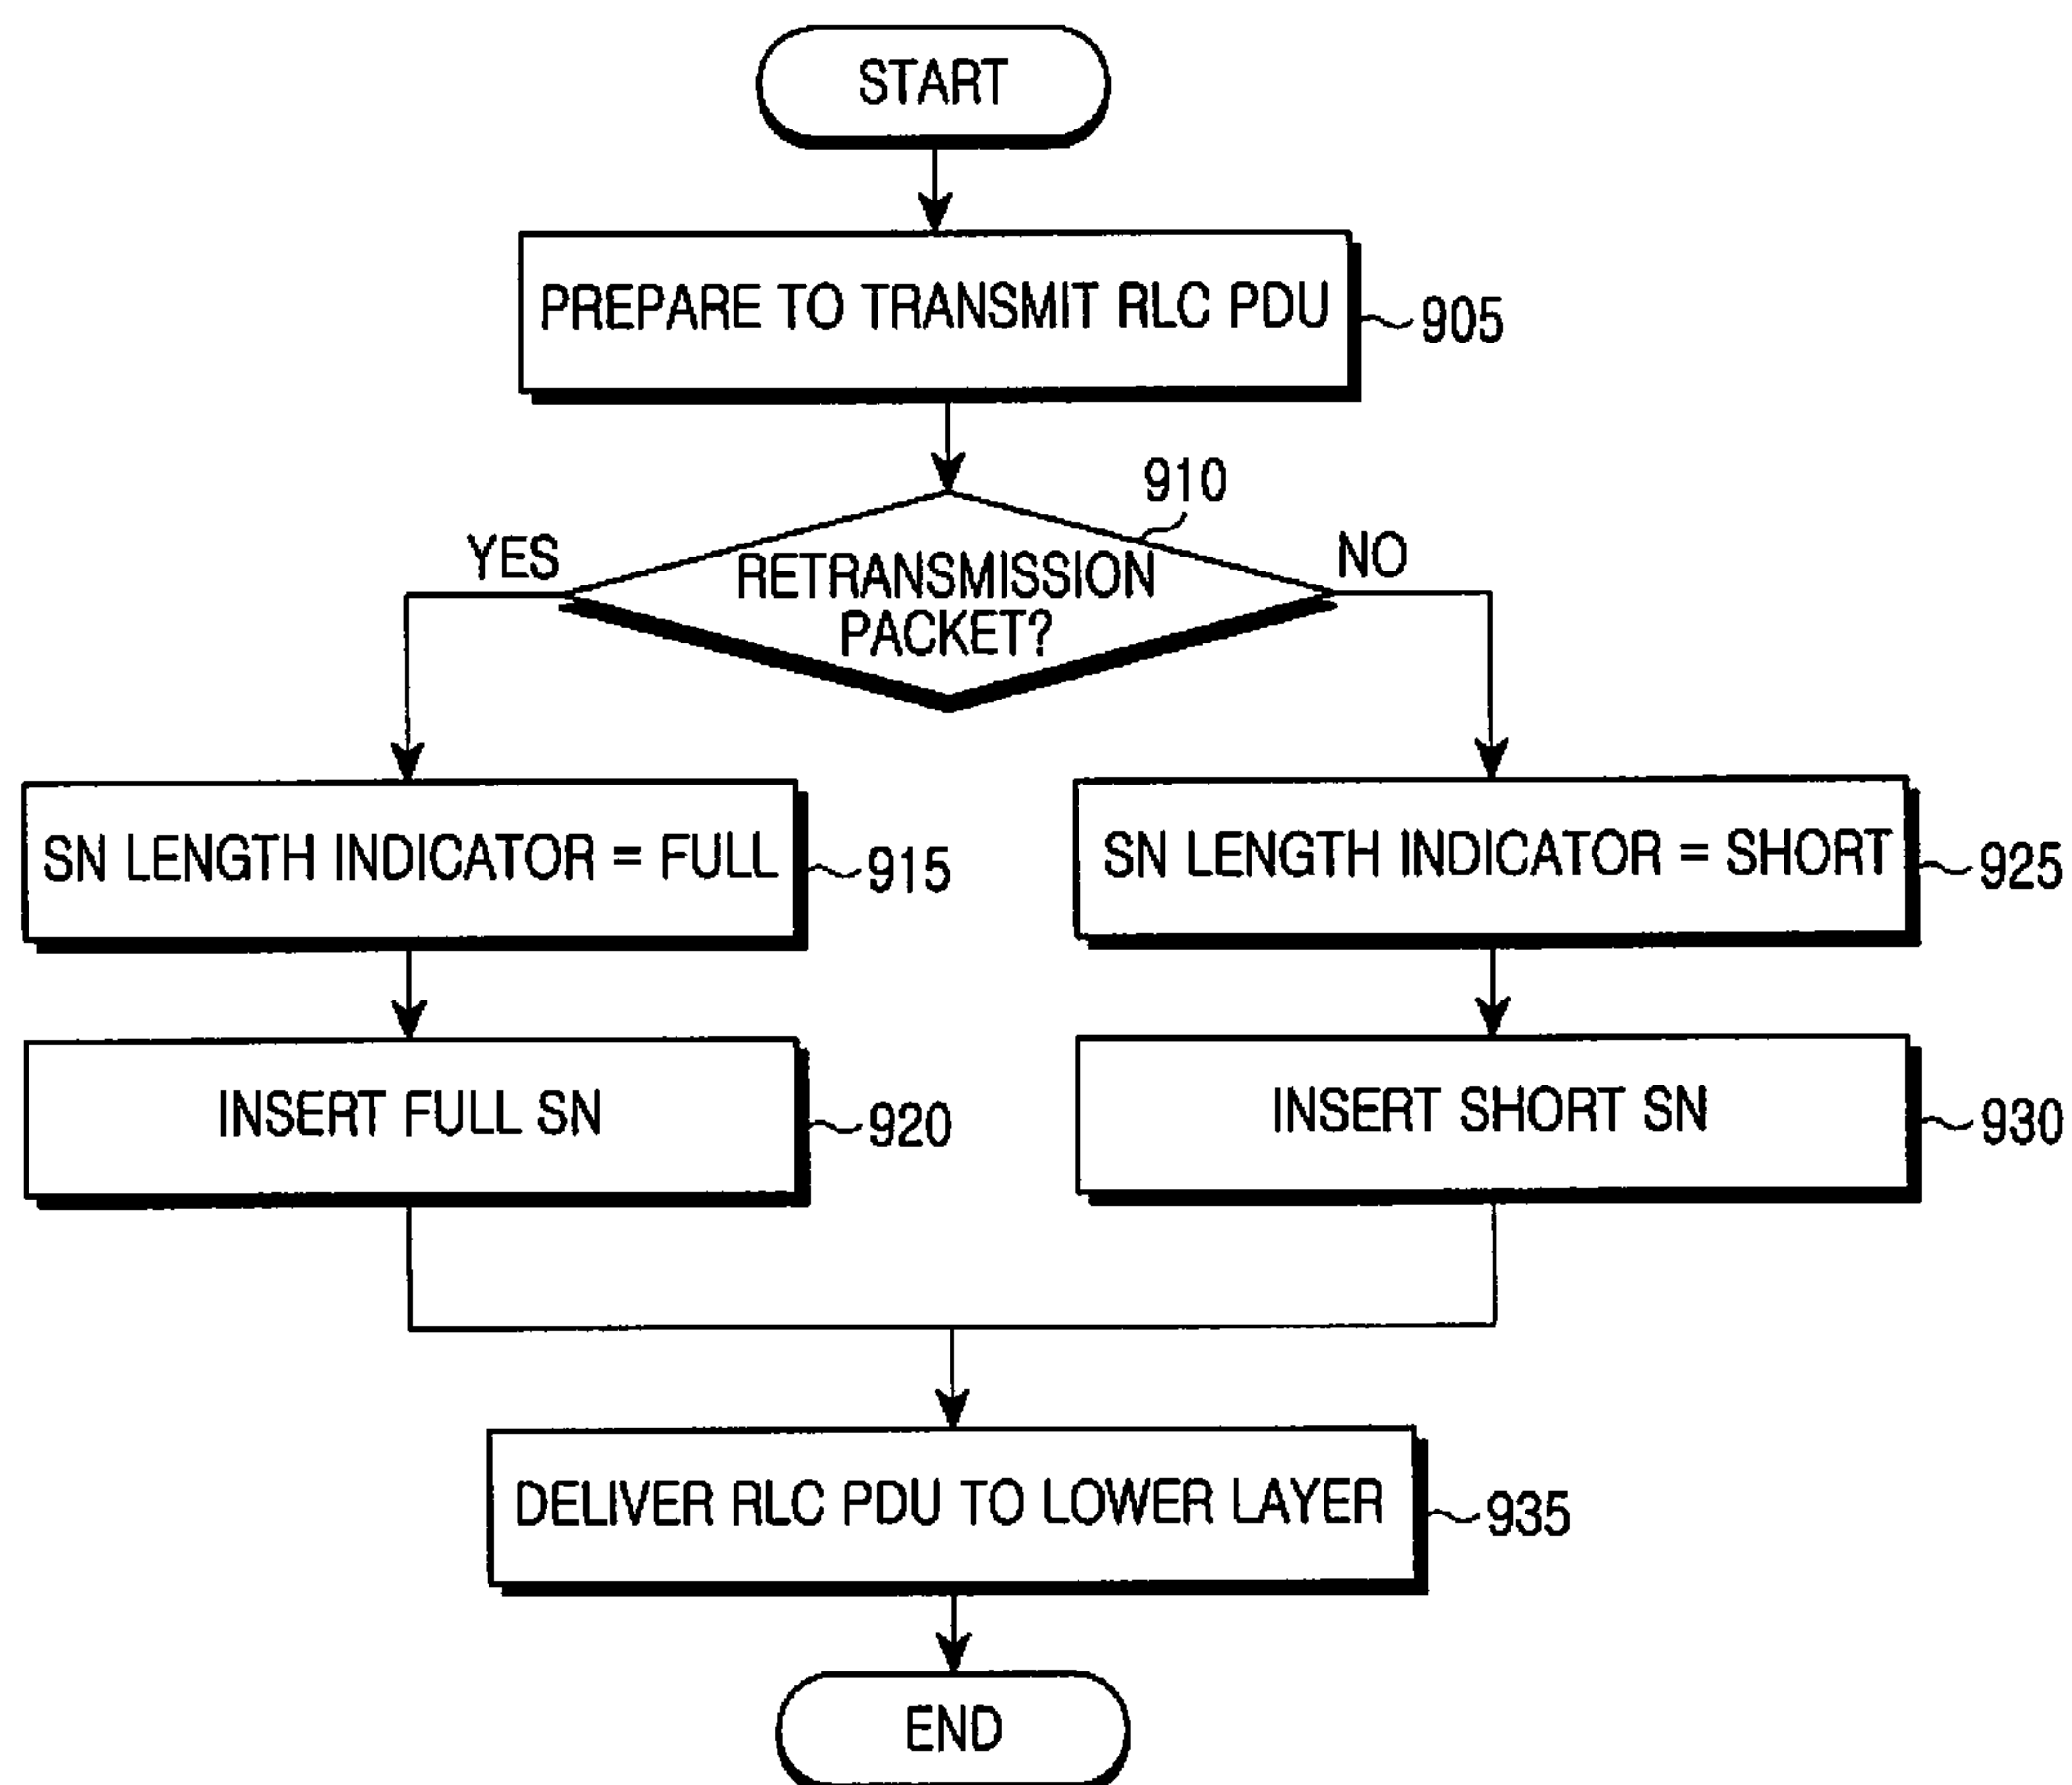 START
PREPARE TO TRANSMIT RLC PDU
905
910
YES
NO
RETRANSMISSION
PACKET?
SN LENGTH INDICATOR = FULL
915
SN LENGTH INDICATOR = SHORT
925
INSERT FULL SN
920
INSERT SHORT SN
930
DELIVER RLC PDU TO LOWER LAYER
935
END